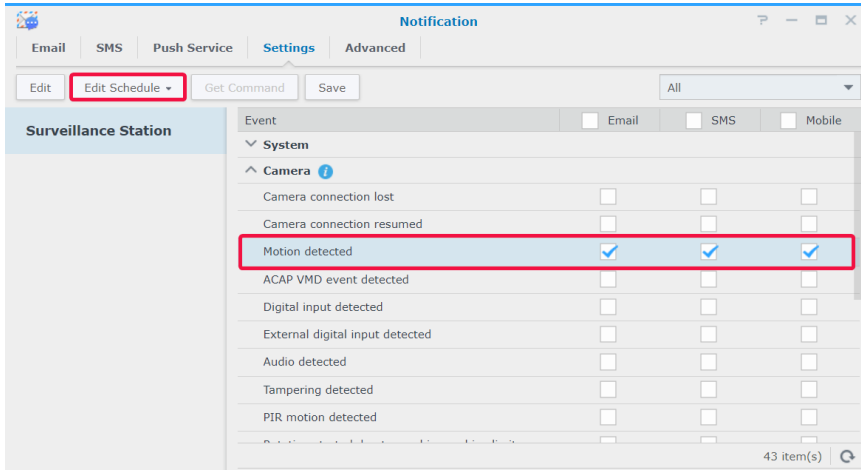 Notification
Email SMS Push Service Settings Advanced
Edit Edit Schedule Get Command Save All
Surveillance Station
Event Email SMS Mobile
System
Camera
Camera connection lost
Camera connection resumed
Motion detected
ACAP VMD event detected
Digital input detected
External digital input detected
Audio detected
Tampering detected
PIR motion detected
43 item(s)